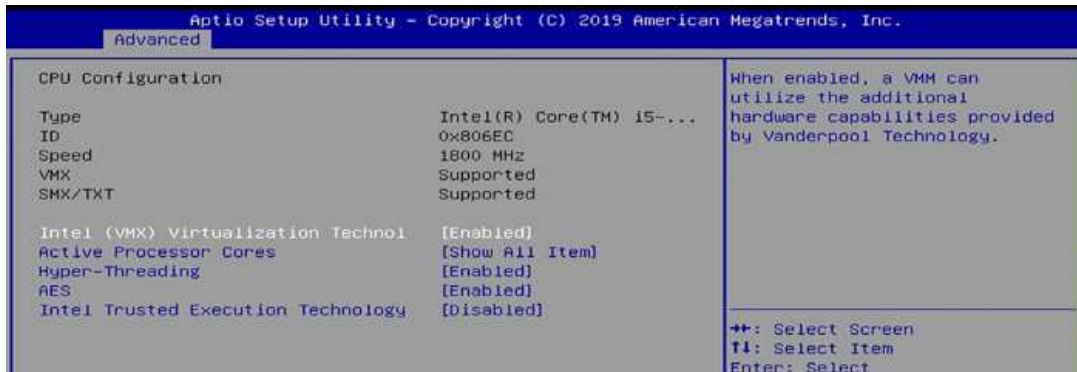 Aptio Setup Utility – Copyright (C) 2019 American Megatrends, Inc.
Advanced
CPU Configuration
Type Intel(R) Core(TM) i5-...
ID 0x806EC
Speed 1800 MHz
VMX Supported
SMX/TXT Supported
Intel (VMX) Virtualization Technol [Enabled]
Active Processor Cores [Show All Item]
Hyper-Threading [Enabled]
AES [Enabled]
Intel Trusted Execution Technology [Disabled]
When enabled, a VMM can
utilize the additional
hardware capabilities provided
by Vanderpool Technology.
→←: Select Screen
↑↓: Select Item
Enter: Select